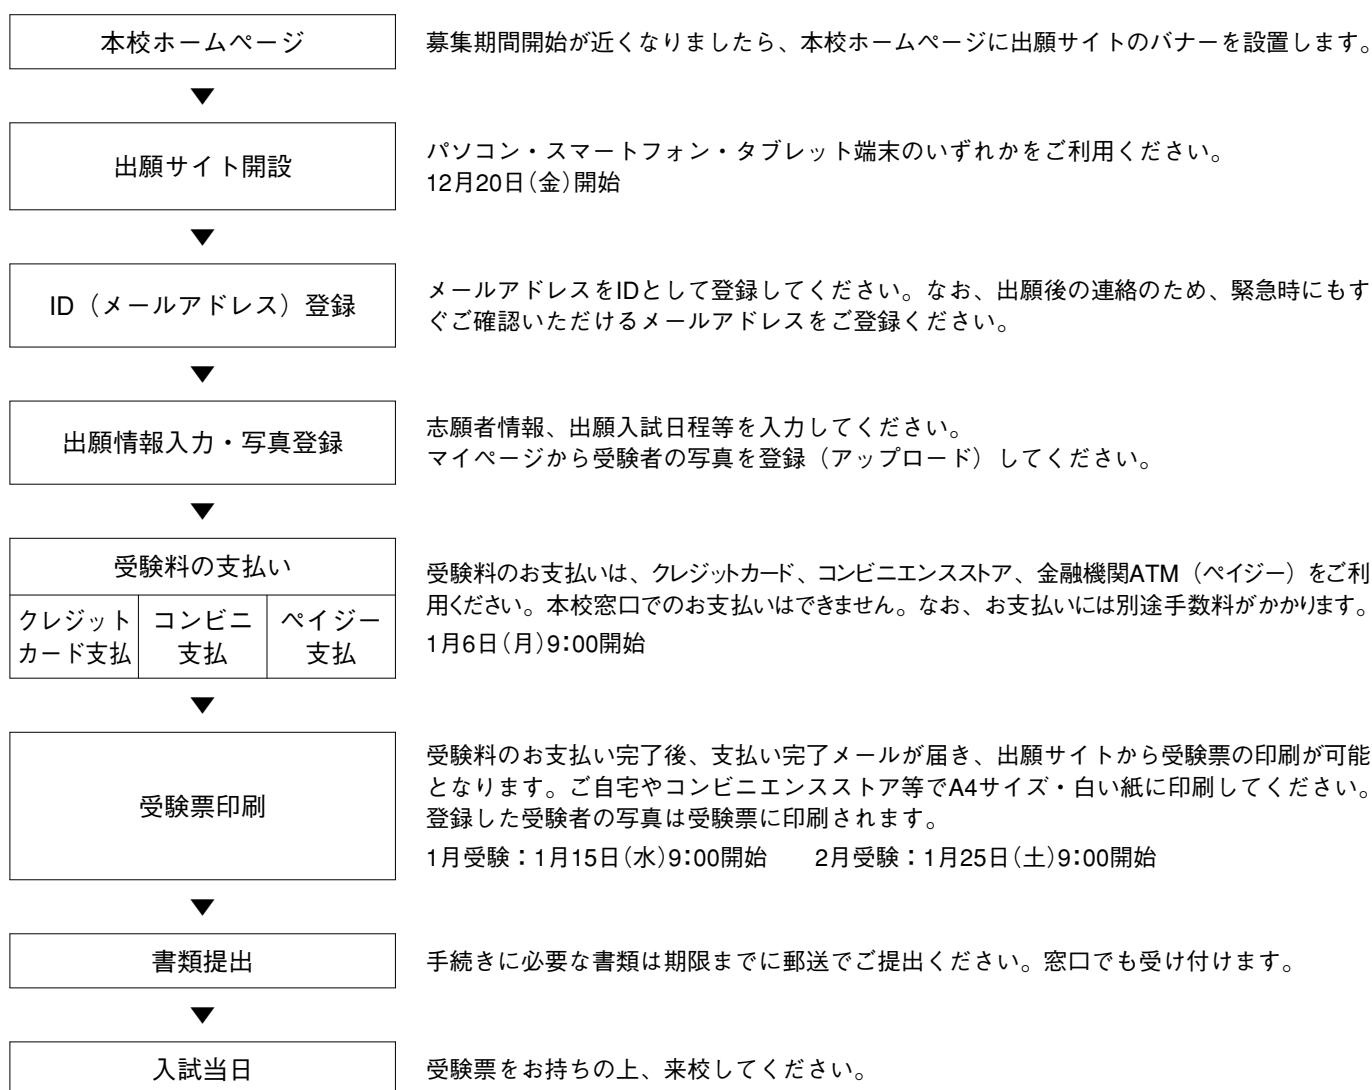 本校ホームページ
募集期間開始が近くなりましたら、本校ホームページに出願サイトのバナーを設置します。
▼
出願サイト開設
パソコン・スマートフォン・タブレット端末のいずれかをご利用ください。
12月20日(金)開始
▼
ID（メールアドレス）登録
メールアドレスをIDとして登録してください。なお、出願後の連絡のため、緊急時にもす
ぐご確認いただけるメールアドレスをご登録ください。
▼
出願情報入力・写真登録
志願者情報、出願入試日程等を入力してください。
マイページから受験者の写真を登録（アップロード）してください。
▼
受験料の支払い
クレジット
カード支払
コンビニ
支払
ペイジー
支払
受験料のお支払いは、クレジットカード、コンビニエンスストア、金融機関ATM（ペイジー）をご利
用ください。本校窓口でのお支払いはできません。なお、お支払いには別途手数料がかかります。
1月6日(月)9:00開始
▼
受験票印刷
受験料のお支払い完了後、支払い完了メールが届き、出願サイトから受験票の印刷が可能
となります。ご自宅やコンビニエンスストア等でA4サイズ・白い紙に印刷してください。
登録した受験者の写真は受験票に印刷されます。
1月受験：1月15日(水)9:00開始　　2月受験：1月25日(土)9:00開始
▼
書類提出
手続きに必要な書類は期限までに郵送でご提出ください。窓口でも受け付けます。
▼
入試当日
受験票をお持ちの上、来校してください。